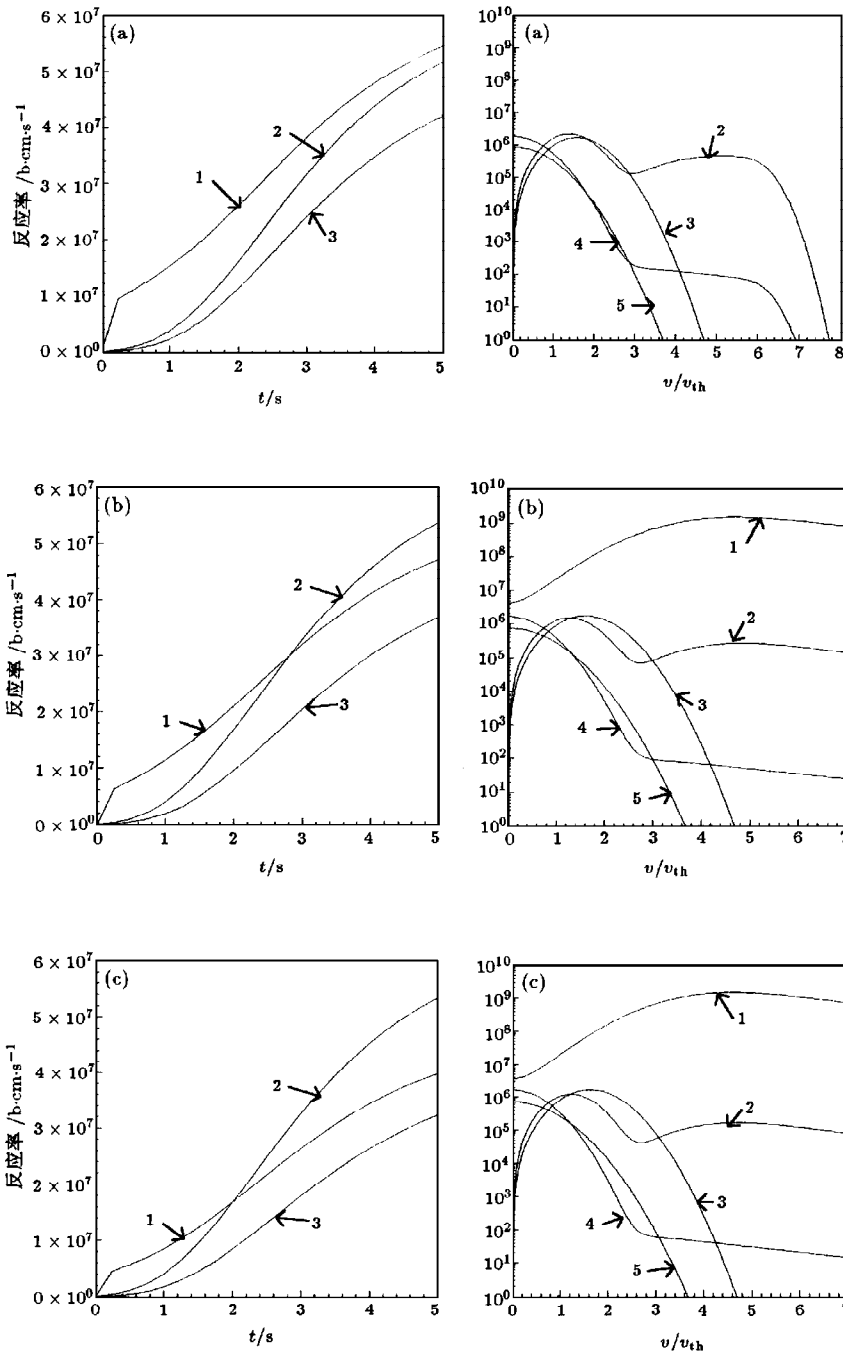 (a)
6 × 10⁷
5 × 10⁷
4 × 10⁷
3 × 10⁷
2 × 10⁷
1 × 10⁷
0 × 10⁰
反应率 /b·cm·s⁻¹
1
2
3
0 1 2 3 4 5
t/s
(a)
10¹⁰
10⁹
10⁸
10⁷
10⁶
10⁵
10⁴
10³
10²
10¹
10⁰
2
3
4
5
0 1 2 3 4 5 6 7 8
v/v_th
(b)
6 × 10⁷
5 × 10⁷
4 × 10⁷
3 × 10⁷
2 × 10⁷
1 × 10⁷
0 × 10⁰
反应率 /b·cm·s⁻¹
2
1
3
0 1 2 3 4 5
t/s
(b)
10¹⁰
10⁹
10⁸
10⁷
10⁶
10⁵
10⁴
10³
10²
10¹
10⁰
1
2
3
4
5
0 1 2 3 4 5 6 7
v/v_th
(c)
6 × 10⁷
5 × 10⁷
4 × 10⁷
3 × 10⁷
2 × 10⁷
1 × 10⁷
0 × 10⁰
反应率 /b·cm·s⁻¹
2
1
3
0 1 2 3 4 5
t/s
(c)
10¹⁰
10⁹
10⁸
10⁷
10⁶
10⁵
10⁴
10³
10²
10¹
10⁰
1
2
3
4
5
0 1 2 3 4 5 6 7
v/v_th